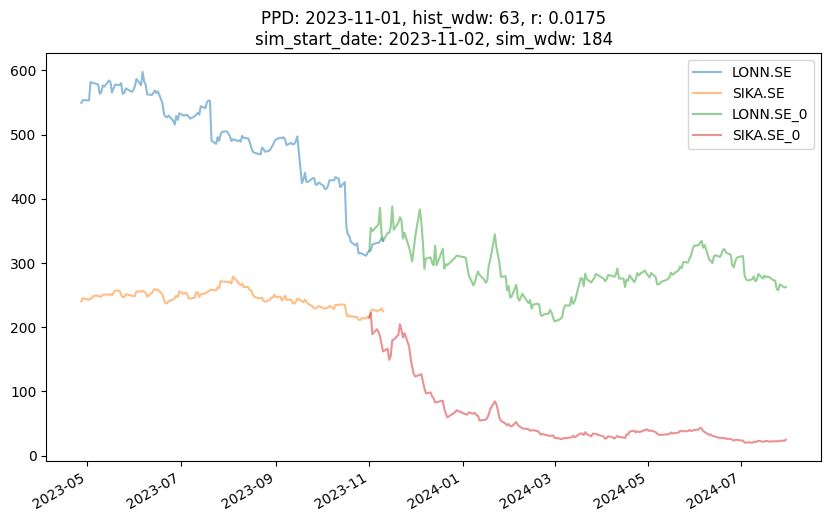 PPD: 2023-11-01, hist_wdw: 63, r: 0.0175
sim_start_date: 2023-11-02, sim_wdw: 184
LONN.SE
SIKA.SE
LONN.SE_0
SIKA.SE_0
600
500
400
300
200
100
0
2023-05
2023-07
2023-09
2023-11
2024-01
2024-03
2024-05
2024-07